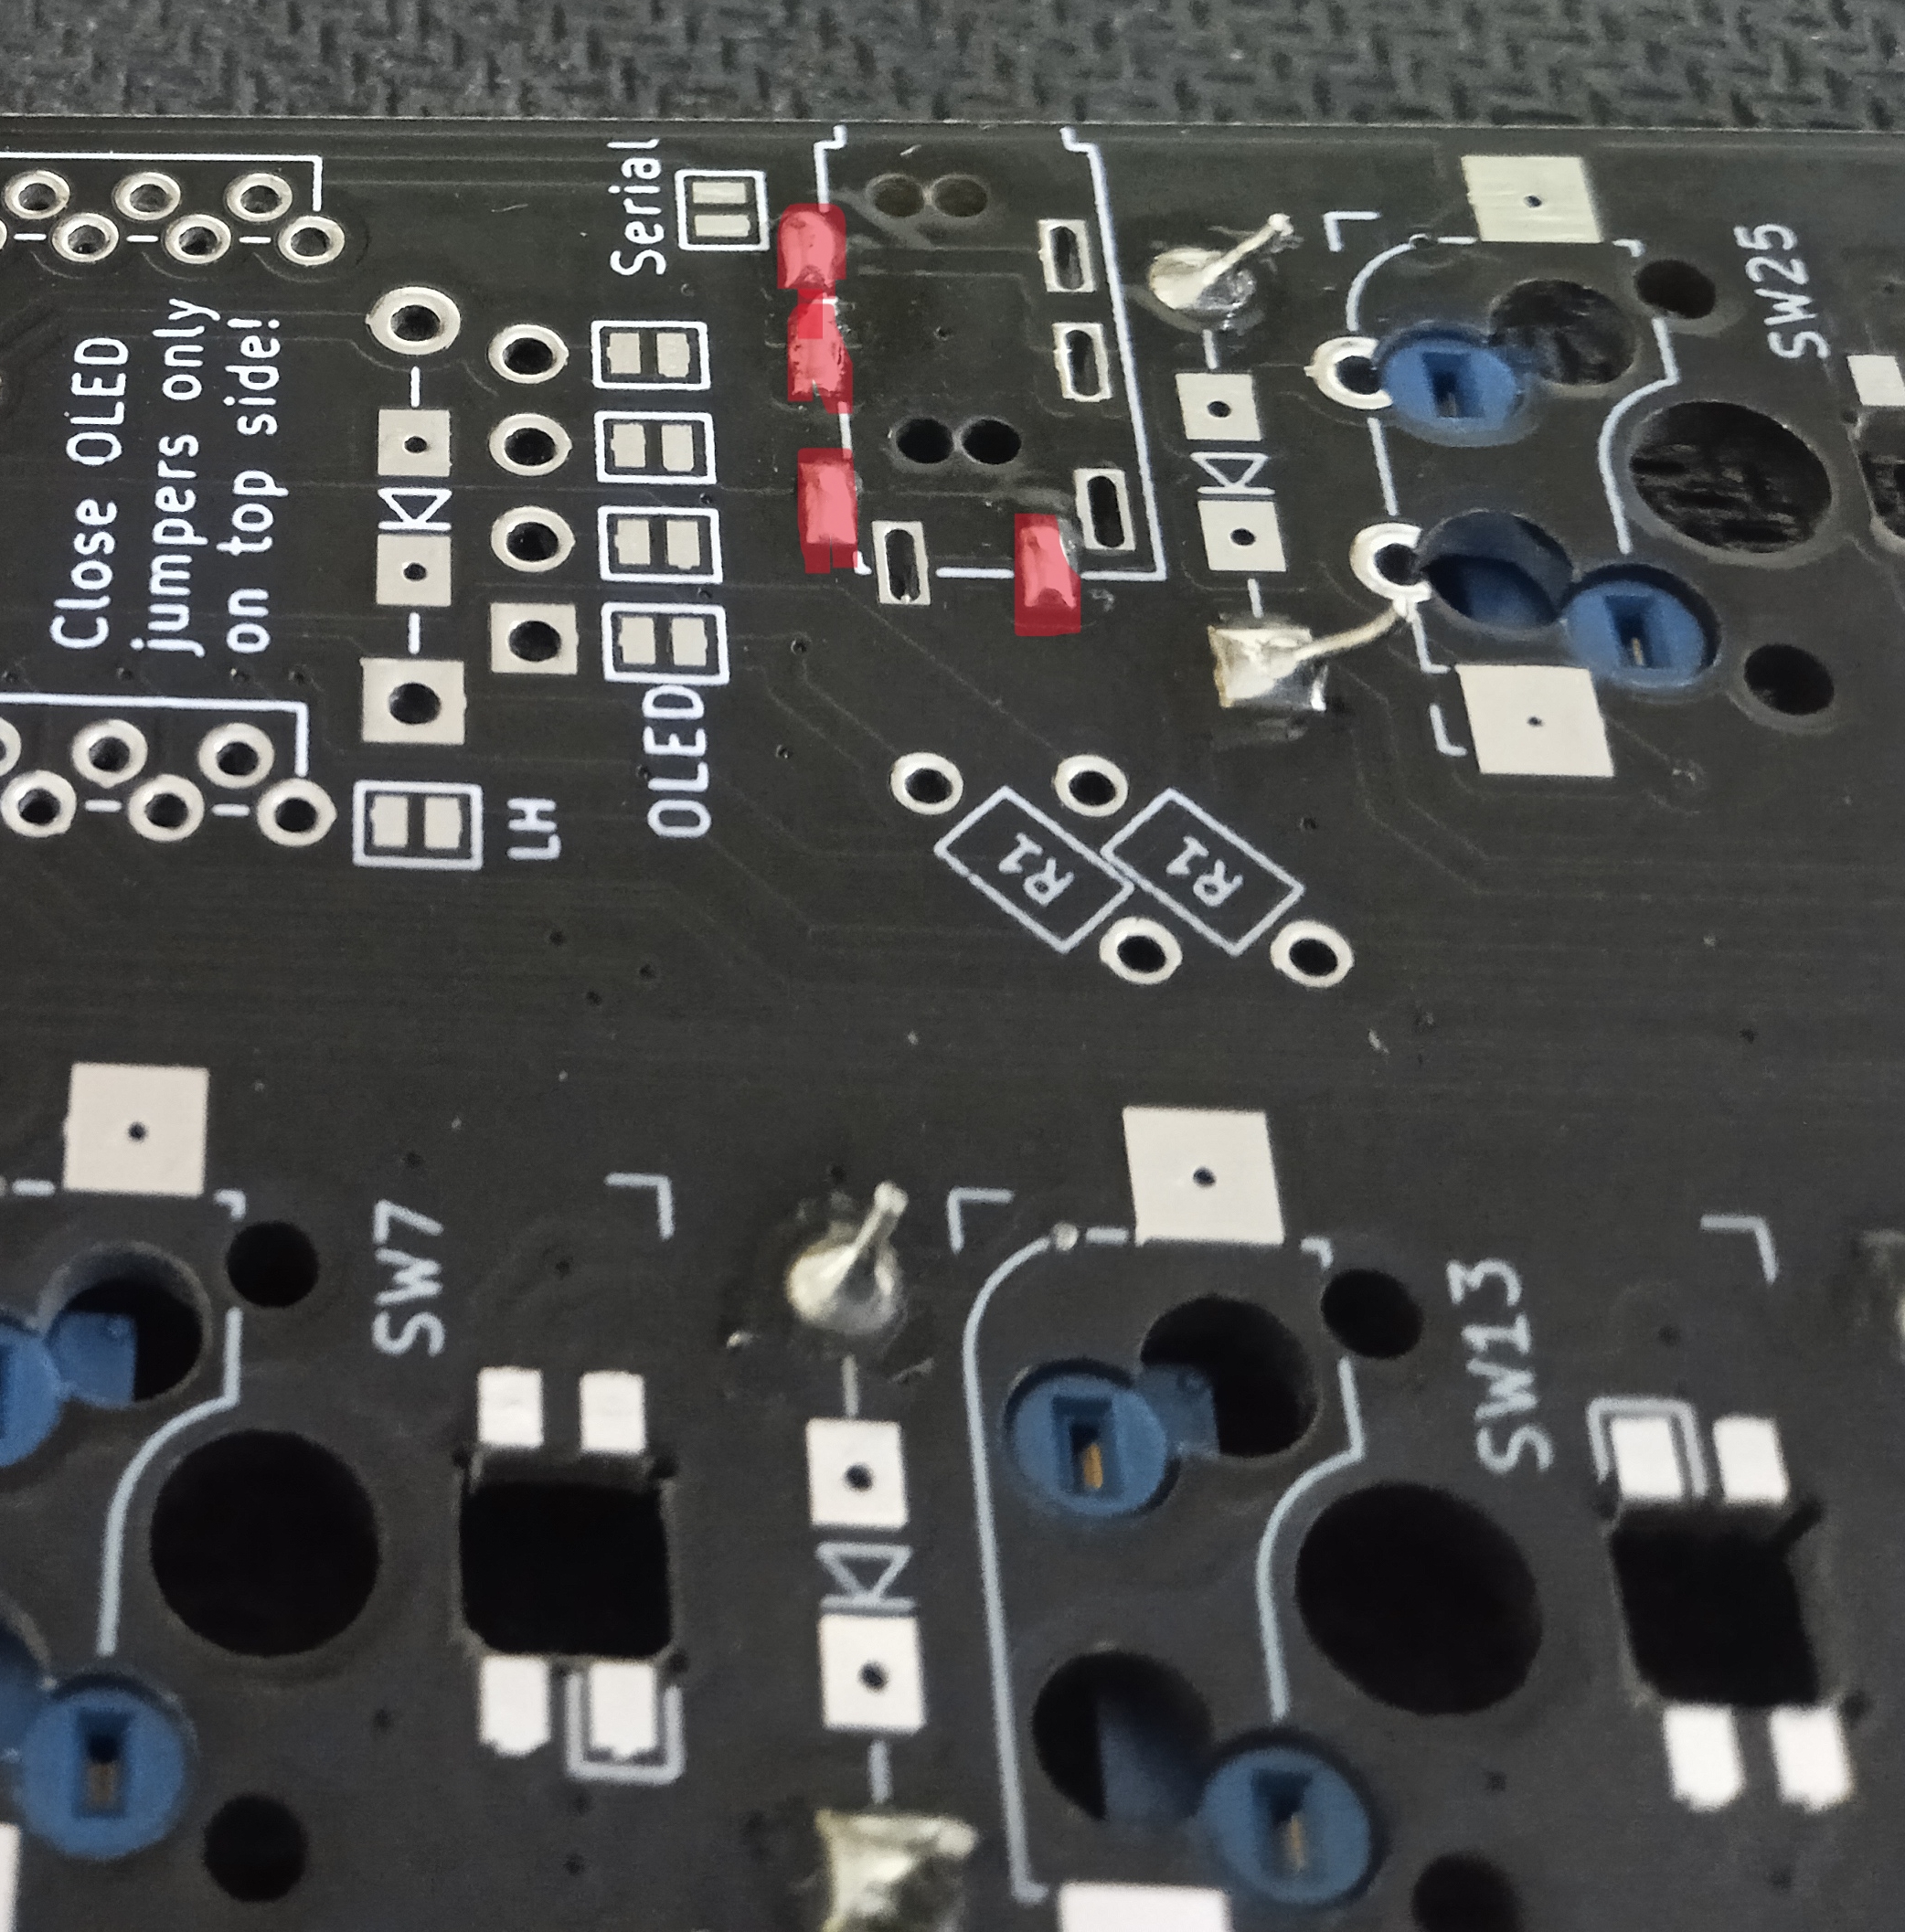 Close OLED
jumpers only
on top side!
Serial
OLED
LH
R1
R1
SW25
SW7
SW13